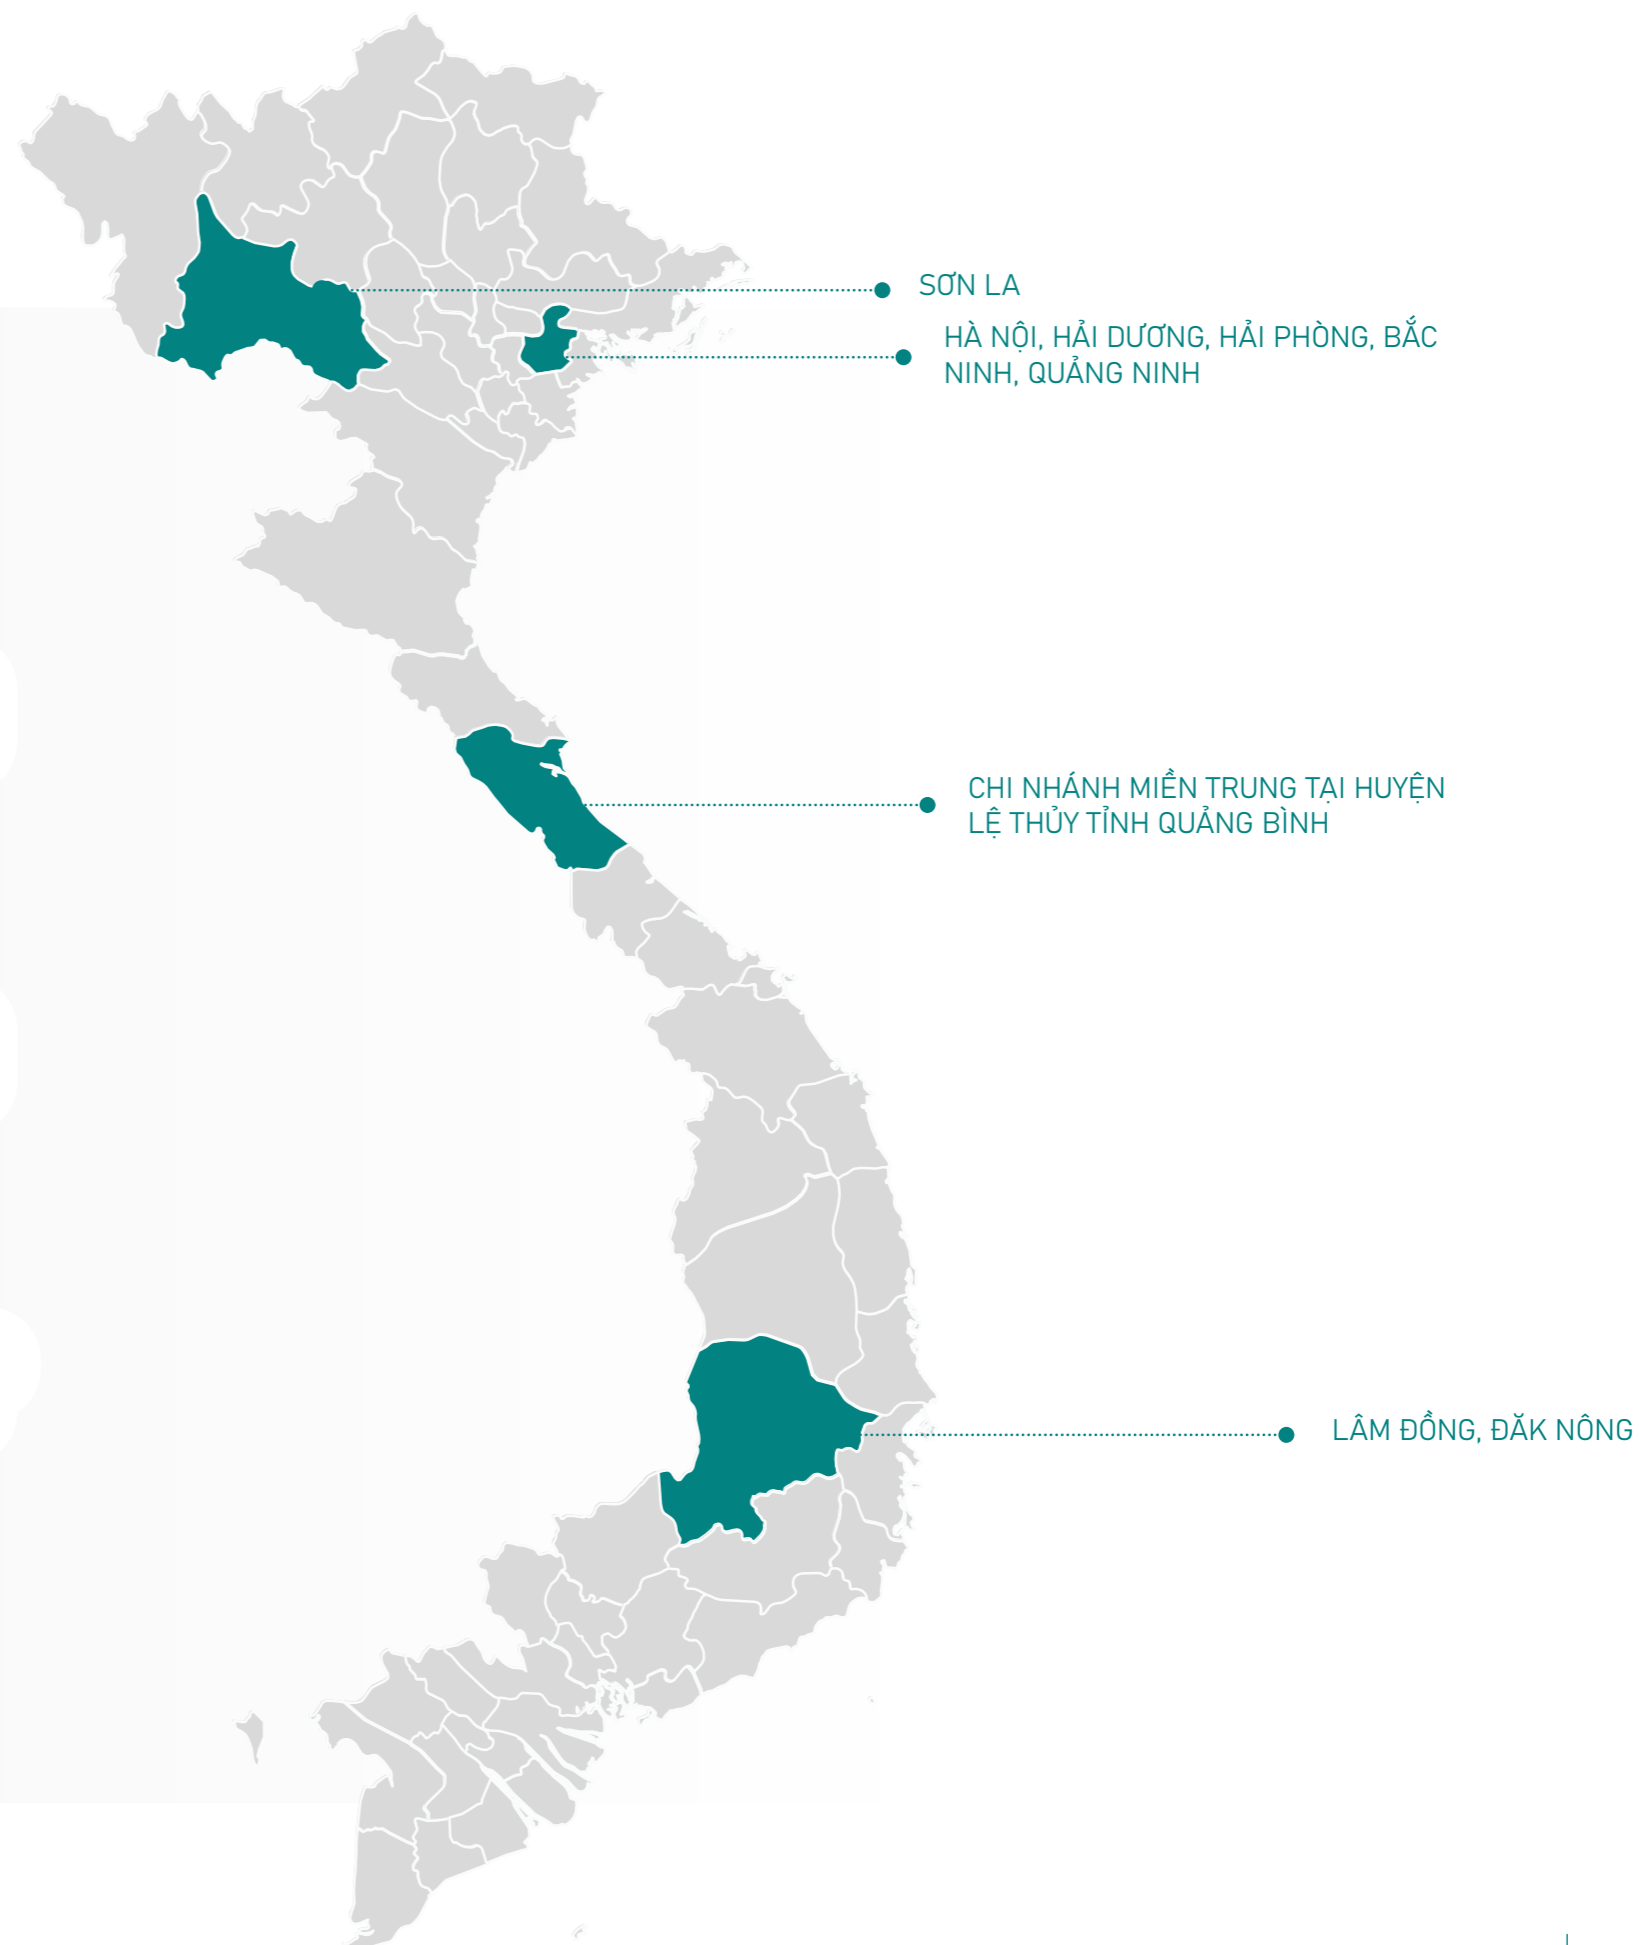 SƠN LA
HÀ NỘI, HẢI DƯƠNG, HẢI PHÒNG, BẮC
NINH, QUẢNG NINH
CHI NHÁNH MIỀN TRUNG TẠI HUYỆN
LỆ THỦY TỈNH QUẢNG BÌNH
LÂM ĐỒNG, ĐĂK NÔNG